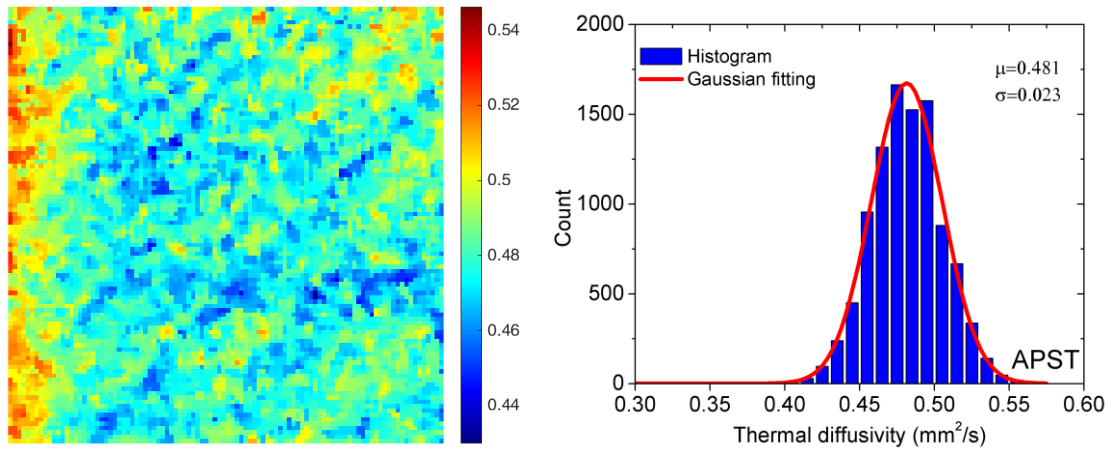 0.54
0.52
0.5
0.48
0.46
0.44
2000
1500
1000
500
0
Count
Histogram
Gaussian fitting
μ=0.481
σ=0.023
APST
0.30 0.35 0.40 0.45 0.50 0.55 0.60
Thermal diffusivity (mm²/s)